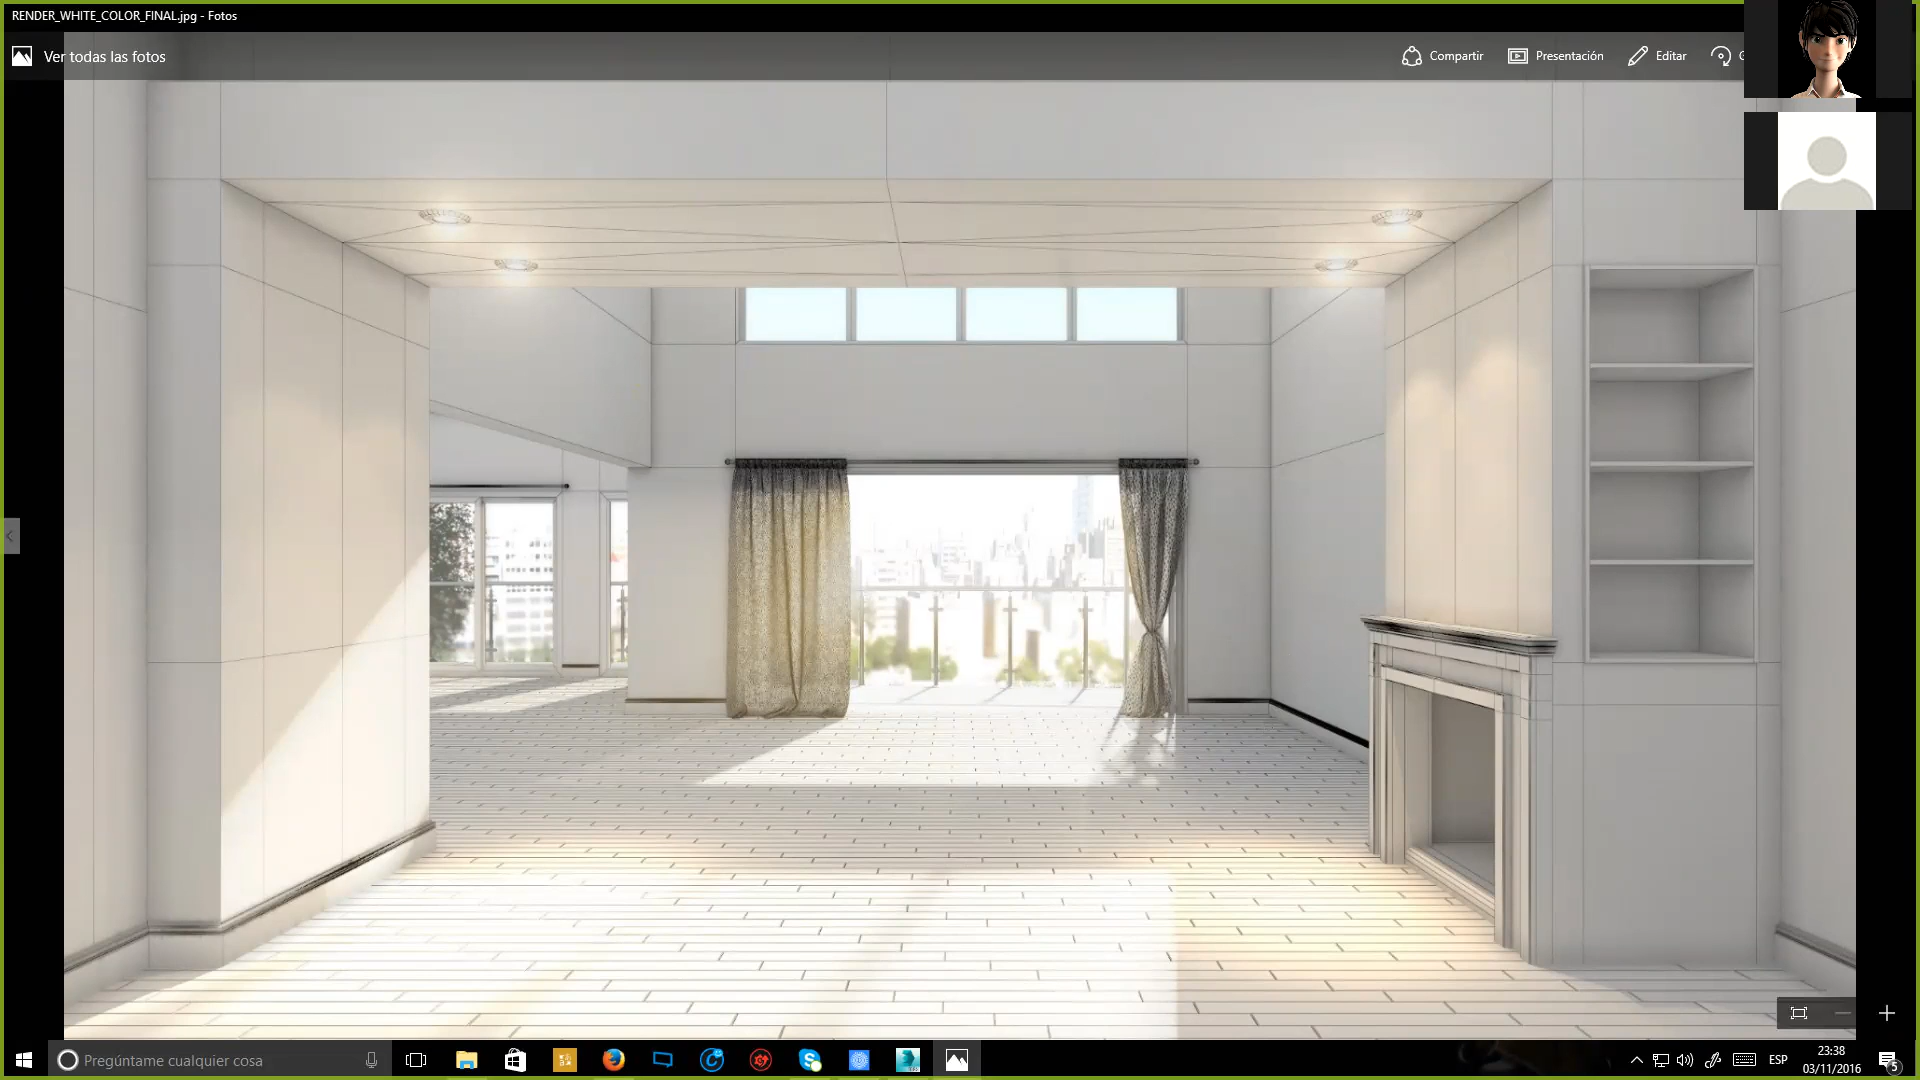 RENDER_WHITE_COLOR_FINAL.jpg - Fotos
Ver todas las fotos
Compartir
Presentación
Editar
G
Pregúntame cualquier cosa
ESP
23:38
03/11/2016
5